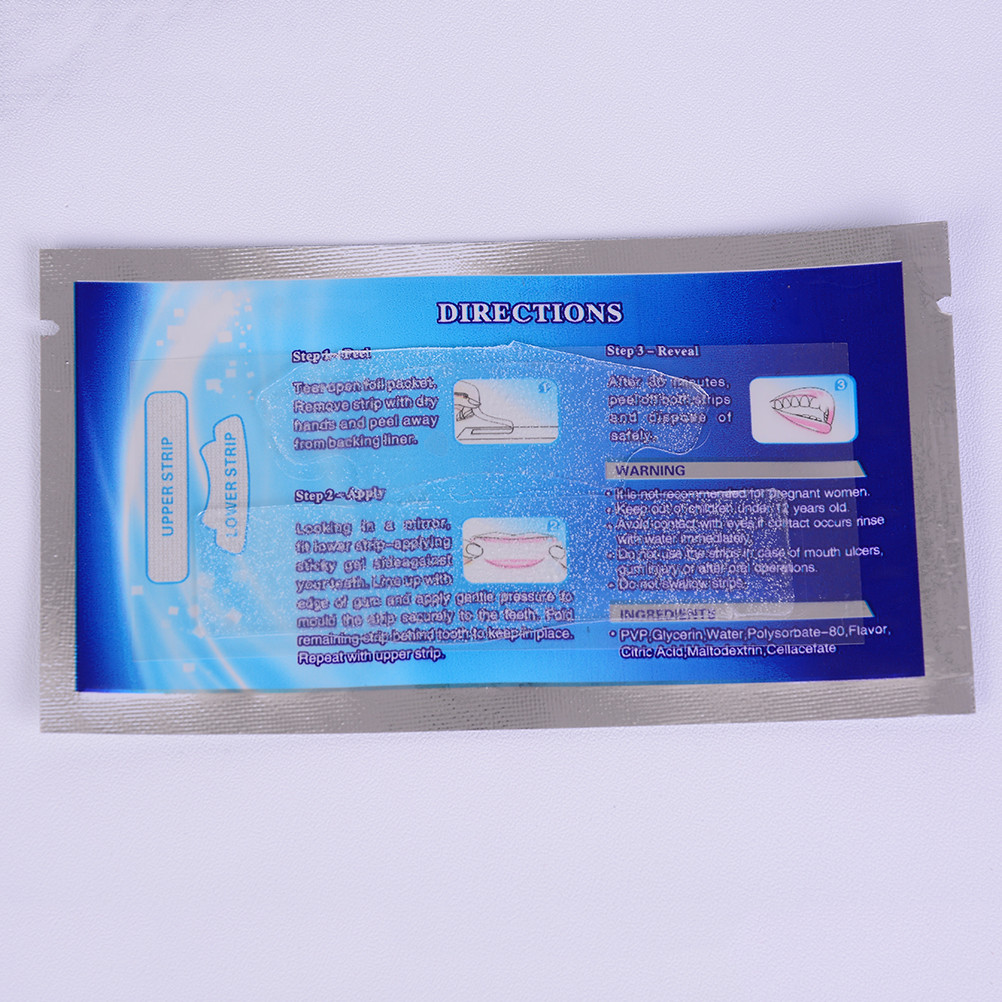 DIRECTIONS
UPPER STRIP
LOWER STRIP
Step 1 - Peel
Tear open foil packet,
Remove strip with dry
hands and peel away
from backing liner.
1
Step 2 - Apply
Looking in a mirror,
fit lower strip-applying
sticky gel side against
your teeth. Line up with
edge of gum and apply gentle pressure to
mould the strip securely to the teeth. Fold
remaining strip behind tooth to keep in place.
Repeat with upper strip.
2
Step 3 - Reveal
After 30 minutes,
peel off both strips
and dispose of
safely.
3
WARNING
• It is not recommended for pregnant women.
• Keep out of children under 12 years old.
• Avoid contact with eyes if contact occurs rinse
with water immediately.
• Do not use the strips in case of mouth ulcers,
gum injury or after oral operations.
• Do not swallow strips.
INGREDIENTS
• PVP,Glycerin,Water,Polysorbate-80,Flavor,
Citric Acid,Maltodextrin,Cellacefate